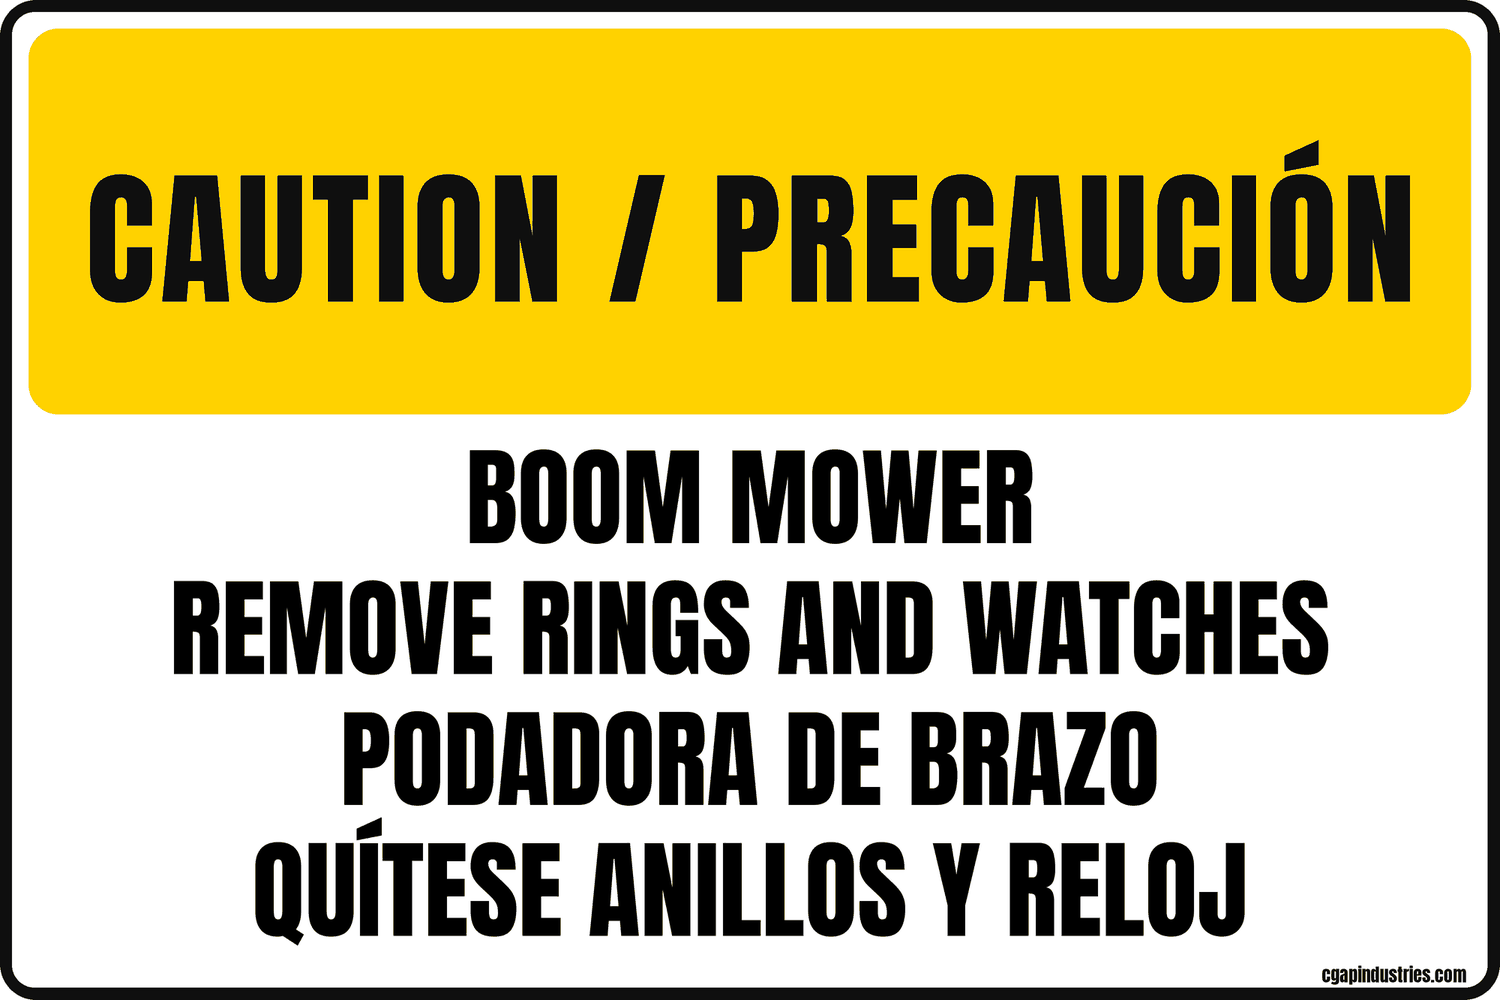 CAUTION / PRECAUCIÓN
BOOM MOWER
REMOVE RINGS AND WATCHES
PODADORA DE BRAZO
QUÍTESE ANILLOS Y RELOJ
cgapindustries.com